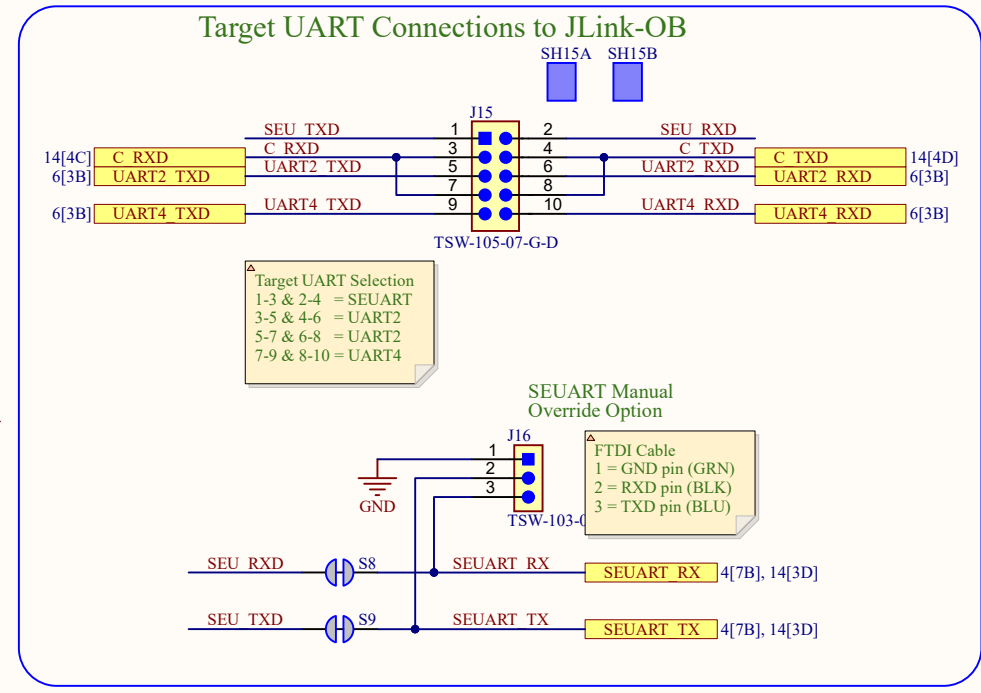 Target UART Connections to JLink-OB
SH15A SH15B
J15
SEU_TXD 1 2 SEU_RXD
C_RXD 3 4 C_TXD
14[4C] C_RXD C_TXD 14[4D]
UART2_TXD 5 6 UART2_RXD
6[3B] UART2_TXD UART2_RXD 6[3B]
7 8
UART4_TXD 9 10 UART4_RXD
6[3B] UART4_TXD UART4_RXD 6[3B]
TSW-105-07-G-D
Target UART Selection
1-3 & 2-4 = SEUART
3-5 & 4-6 = UART2
5-7 & 6-8 = UART2
7-9 & 8-10 = UART4
SEUART Manual
Override Option
J16
1
2
3
GND
TSW-103-0
FTDI Cable
1 = GND pin (GRN)
2 = RXD pin (BLK)
3 = TXD pin (BLU)
SEU_RXD S8 SEUART_RX SEUART_RX 4[7B], 14[3D]
SEU_TXD S9 SEUART_TX SEUART_TX 4[7B], 14[3D]